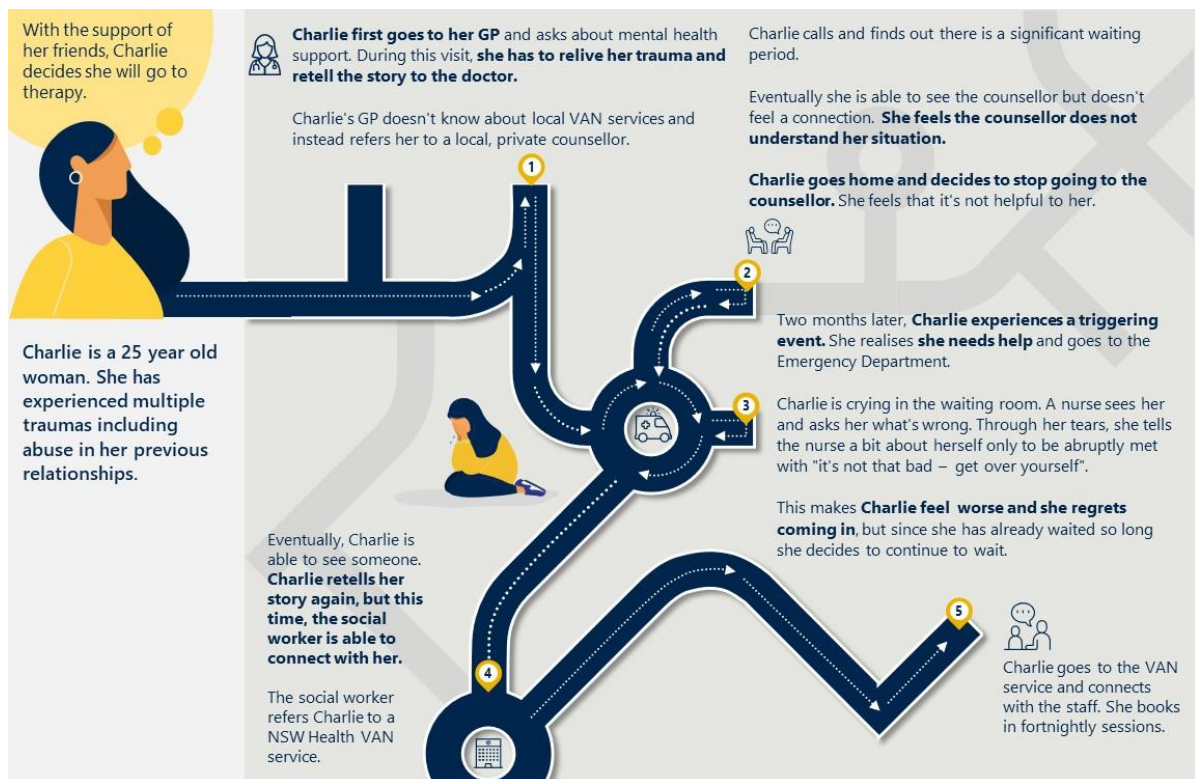 With the support of
her friends, Charlie
decides she will go to
therapy.
Charlie is a 25 year old
woman. She has
experienced multiple
traumas including
abuse in her previous
relationships.
Charlie first goes to her GP and asks about mental health
support. During this visit, she has to relive her trauma and
retell the story to the doctor.
Charlie's GP doesn't know about local VAN services and
instead refers her to a local, private counsellor.
1
Charlie calls and finds out there is a significant waiting
period.
Eventually she is able to see the counsellor but doesn't
feel a connection. She feels the counsellor does not
understand her situation.
Charlie goes home and decides to stop going to the
counsellor. She feels that it's not helpful to her.
2
Two months later, Charlie experiences a triggering
event. She realises she needs help and goes to the
Emergency Department.
3
Charlie is crying in the waiting room. A nurse sees her
and asks her what's wrong. Through her tears, she tells
the nurse a bit about herself only to be abruptly met
with "it's not that bad – get over yourself".
This makes Charlie feel worse and she regrets
coming in, but since she has already waited so long
she decides to continue to wait.
Eventually, Charlie is
able to see someone.
Charlie retells her
story again, but this
time, the social
worker is able to
connect with her.
4
The social worker
refers Charlie to a
NSW Health VAN
service.
5
Charlie goes to the VAN
service and connects
with the staff. She books
in fortnightly sessions.